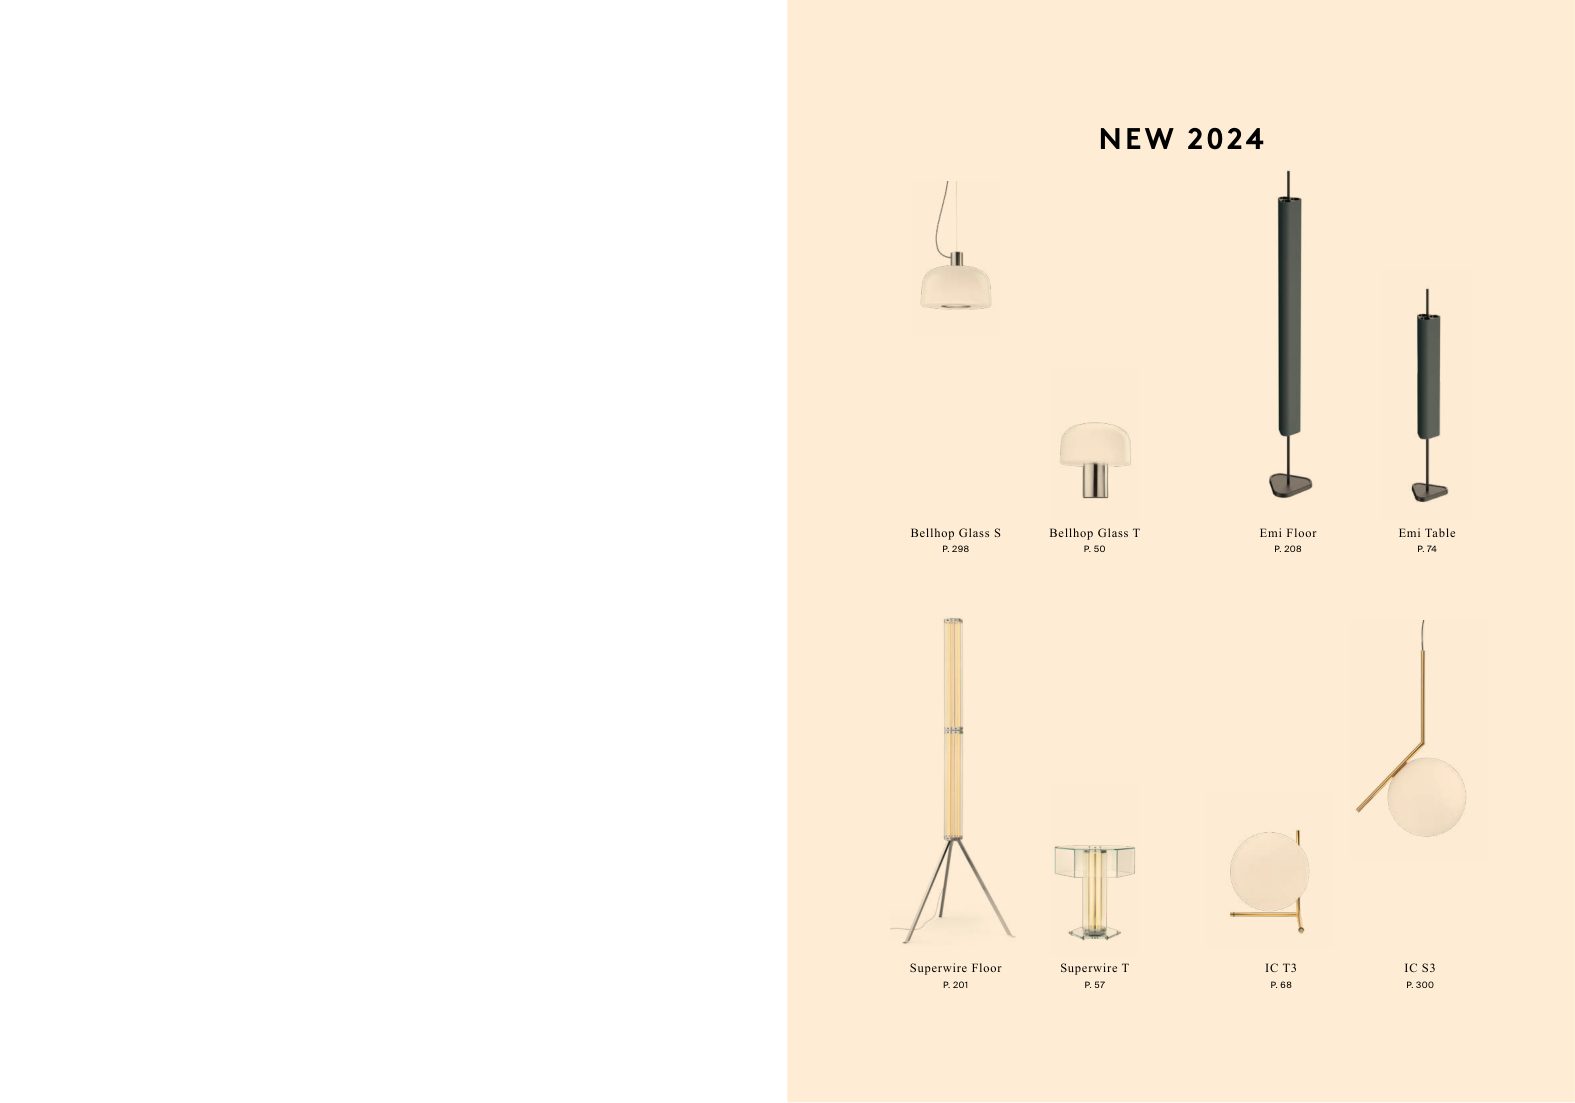 NEW 2024
Bellhop Glass S
P. 298
Bellhop Glass T
P. 50
Emi Floor
P. 208
Emi Table
P. 74
Superwire Floor
P. 201
Superwire T
P. 57
IC T3
P. 68
IC S3
P. 300